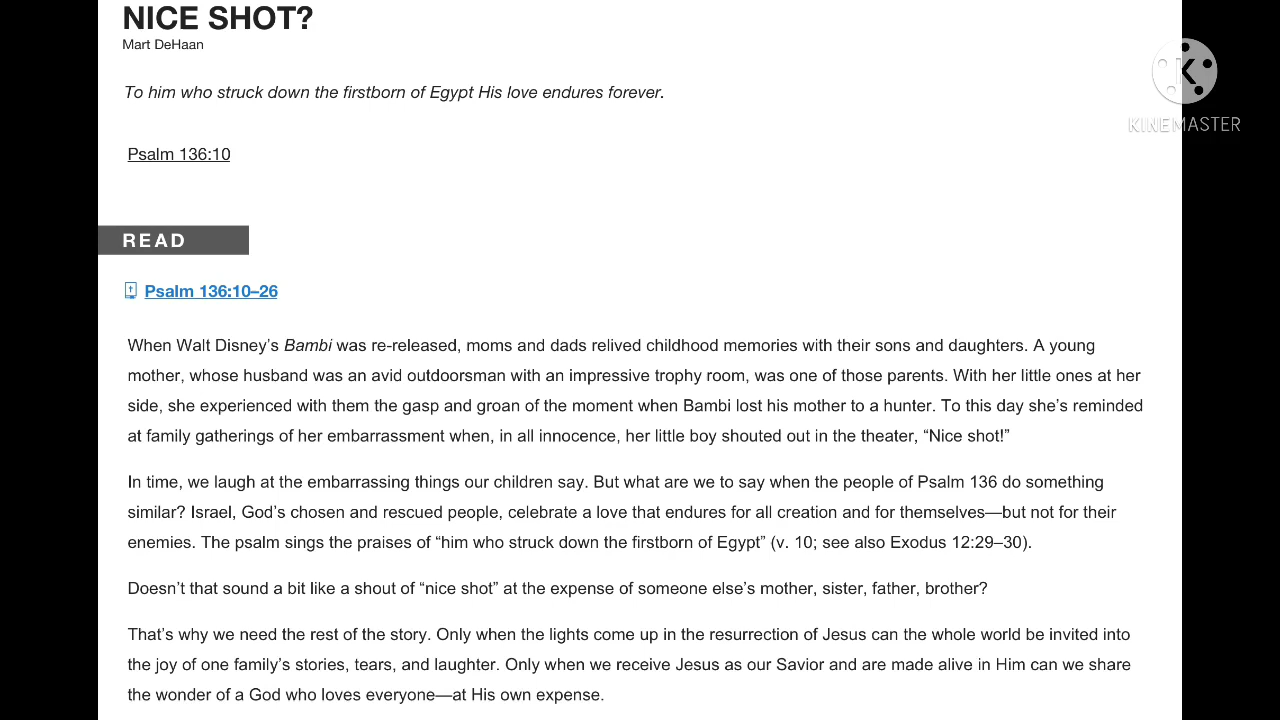 NICE SHOT?
Mart DeHaan
To him who struck down the firstborn of Egypt His love endures forever.
KINEMASTER
Psalm 136:10
READ
Psalm 136:10–26
When Walt Disney’s Bambi was re-released, moms and dads relived childhood memories with their sons and daughters. A young
mother, whose husband was an avid outdoorsman with an impressive trophy room, was one of those parents. With her little ones at her
side, she experienced with them the gasp and groan of the moment when Bambi lost his mother to a hunter. To this day she’s reminded
at family gatherings of her embarrassment when, in all innocence, her little boy shouted out in the theater, “Nice shot!”
In time, we laugh at the embarrassing things our children say. But what are we to say when the people of Psalm 136 do something
similar? Israel, God’s chosen and rescued people, celebrate a love that endures for all creation and for themselves—but not for their
enemies. The psalm sings the praises of “him who struck down the firstborn of Egypt” (v. 10; see also Exodus 12:29–30).
Doesn’t that sound a bit like a shout of “nice shot” at the expense of someone else’s mother, sister, father, brother?
That’s why we need the rest of the story. Only when the lights come up in the resurrection of Jesus can the whole world be invited into
the joy of one family’s stories, tears, and laughter. Only when we receive Jesus as our Savior and are made alive in Him can we share
the wonder of a God who loves everyone—at His own expense.